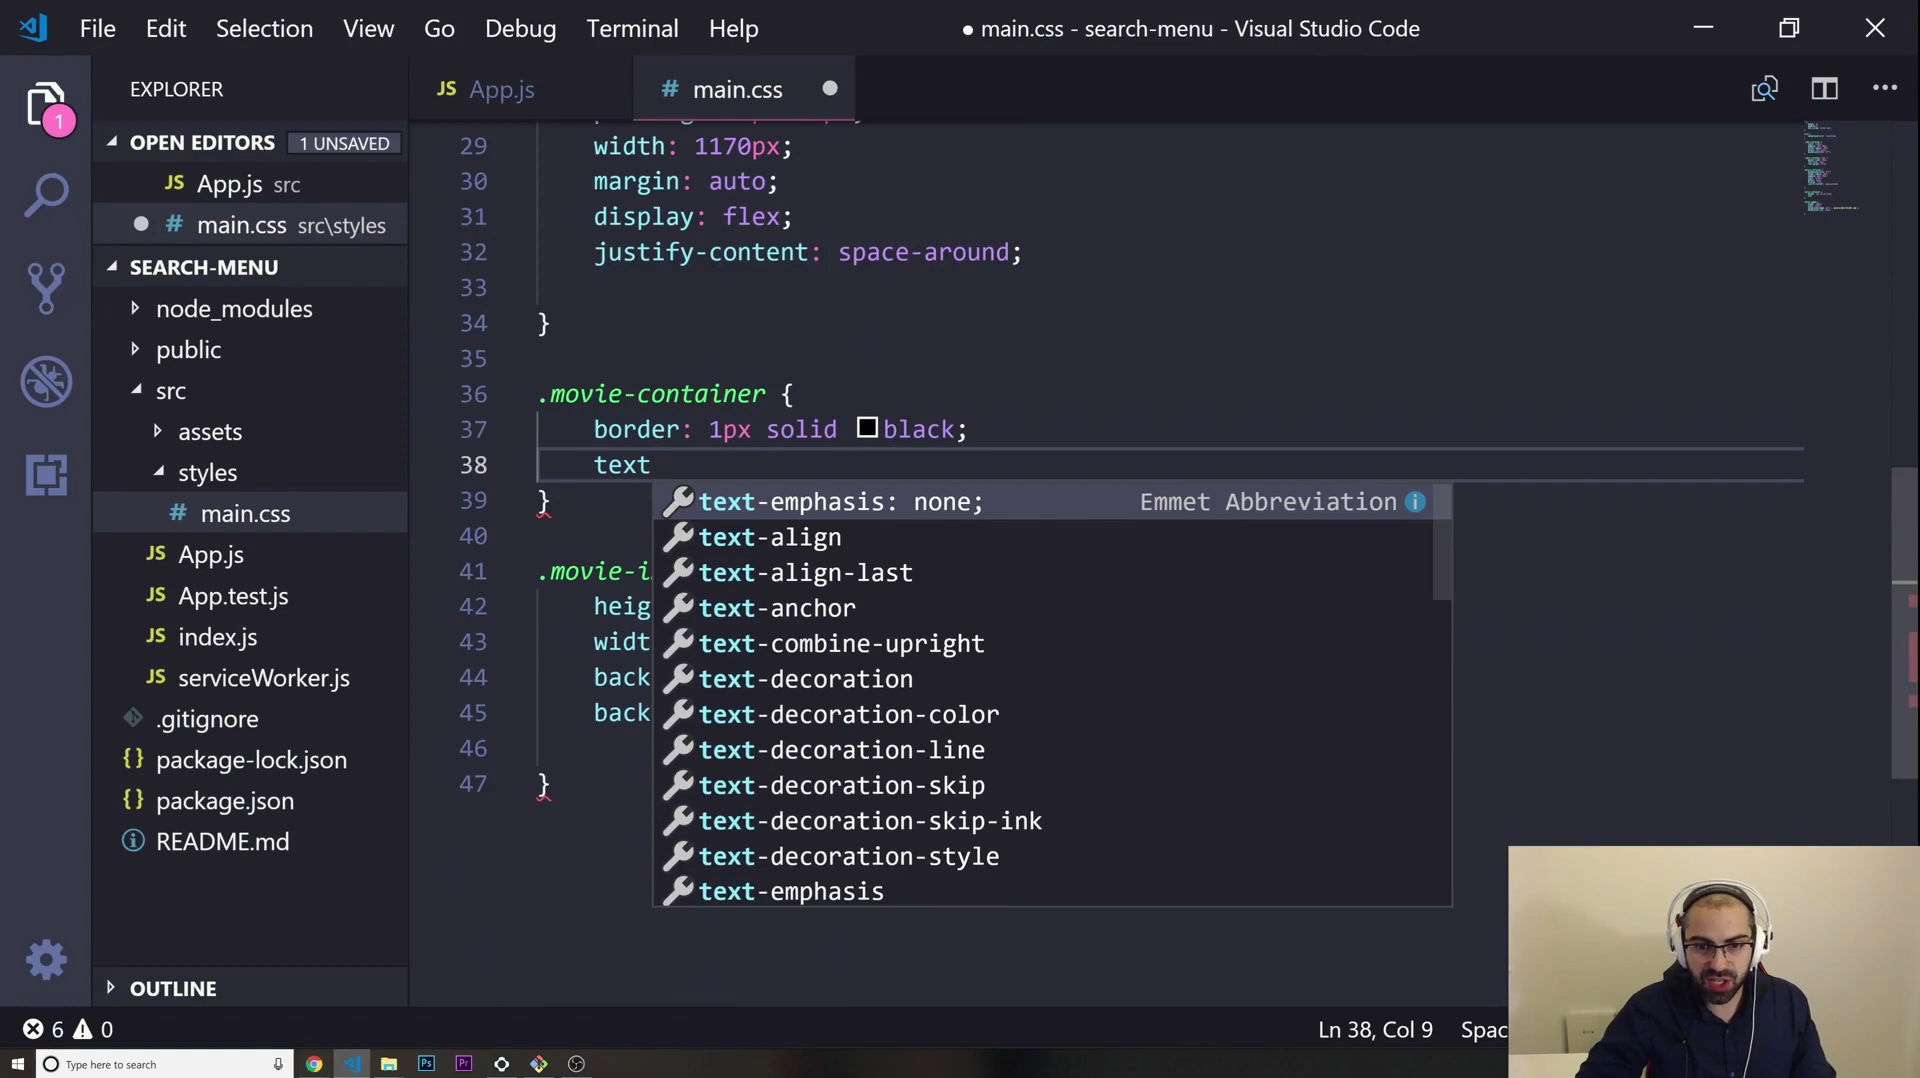 File Edit Selection View Go Debug Terminal Help
● main.css - search-menu - Visual Studio Code
EXPLORER
OPEN EDITORS 1 UNSAVED
JS App.js src
# main.css src\styles
SEARCH-MENU
node_modules
public
src
assets
styles
# main.css
JS App.js
JS App.test.js
JS index.js
JS serviceWorker.js
.gitignore
{} package-lock.json
{} package.json
README.md
OUTLINE
1
JS App.js
# main.css
29 width: 1170px;
30 margin: auto;
31 display: flex;
32 justify-content: space-around;
33
34 }
35
36 .movie-container {
37 border: 1px solid black;
38 text
39 }
40
41 .movie-i
42 heig
43 widt
44 back
45 back
46
47 }
text-emphasis: none; Emmet Abbreviation
text-align
text-align-last
text-anchor
text-combine-upright
text-decoration
text-decoration-color
text-decoration-line
text-decoration-skip
text-decoration-skip-ink
text-decoration-style
text-emphasis
6 0
Ln 38, Col 9 Spac
Type here to search
Ps
Pr